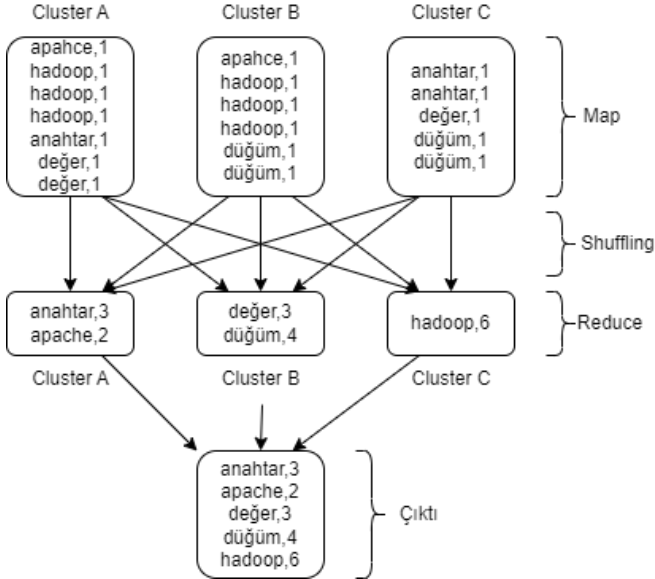 Cluster A
Cluster B
Cluster C
apahce,1
hadoop,1
hadoop,1
hadoop,1
anahtar,1
değer,1
değer,1
apahce,1
hadoop,1
hadoop,1
hadoop,1
düğüm,1
düğüm,1
anahtar,1
anahtar,1
değer,1
düğüm,1
düğüm,1
Map
Shuffling
anahtar,3
apache,2
değer,3
düğüm,4
hadoop,6
Reduce
Cluster A
Cluster B
Cluster C
anahtar,3
apache,2
değer,3
düğüm,4
hadoop,6
Çıktı